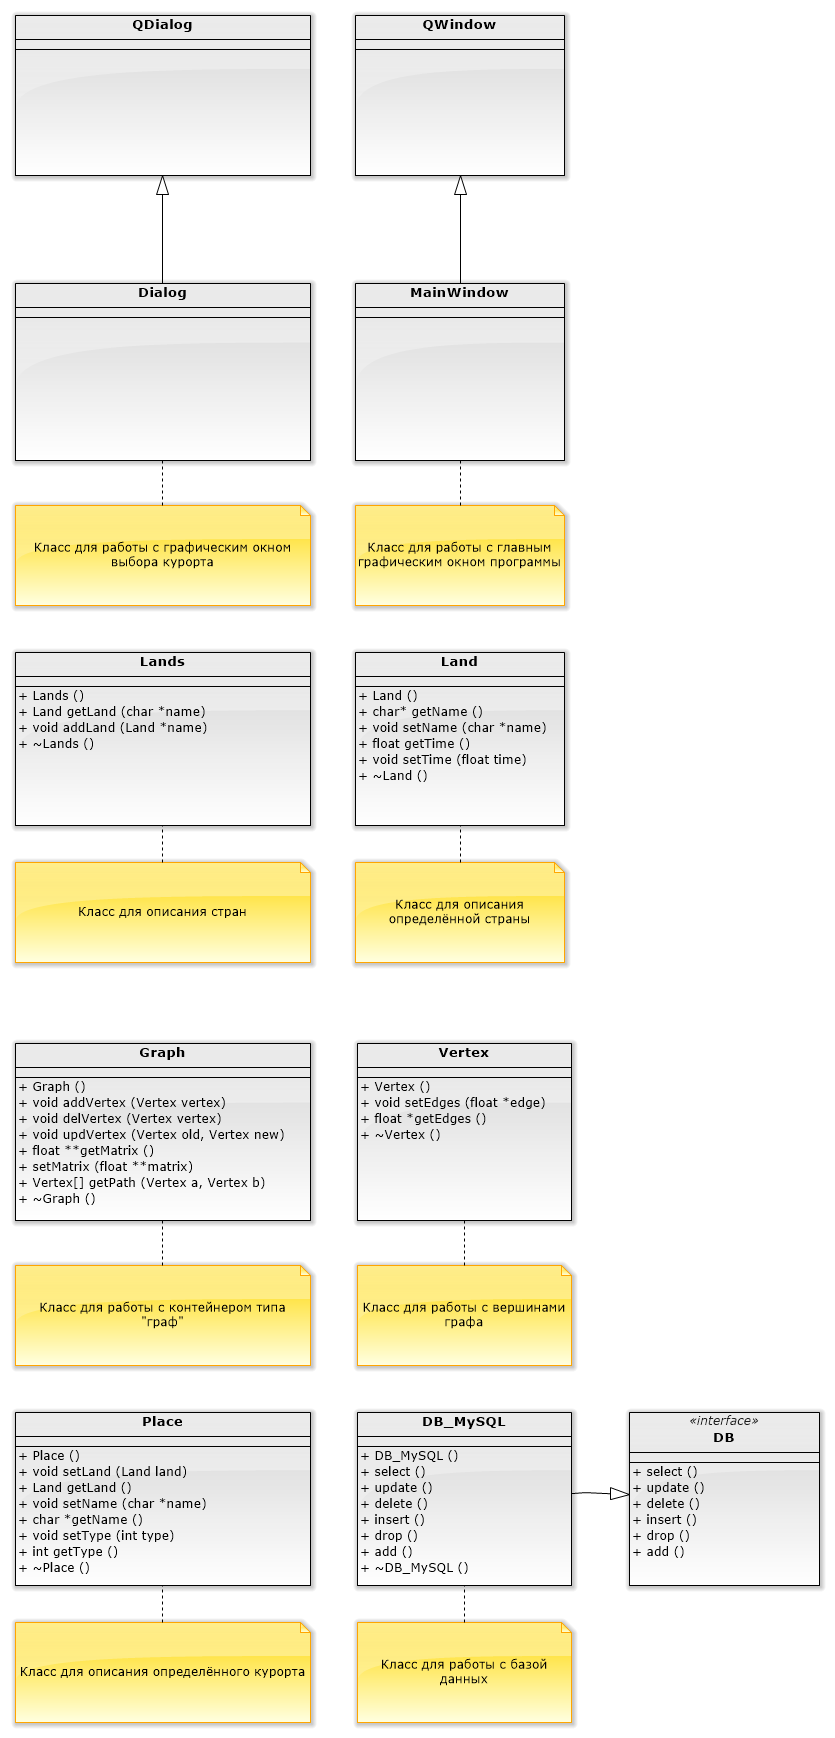 QDialog
QWindow
Dialog
MainWindow
Класс для работы с графическим окном
выбора курорта
Класс для работы с главным
графическим окном программы
Lands
+ Lands ()
+ Land getLand (char *name)
+ void addLand (Land *name)
+ ~Lands ()
Land
+ Land ()
+ char* getName ()
+ void setName (char *name)
+ float getTime ()
+ void setTime (float time)
+ ~Land ()
Класс для описания стран
Класс для описания
определённой страны
Graph
+ Graph ()
+ void addVertex (Vertex vertex)
+ void delVertex (Vertex vertex)
+ void updVertex (Vertex old, Vertex new)
+ float **getMatrix ()
+ setMatrix (float **matrix)
+ Vertex[] getPath (Vertex a, Vertex b)
+ ~Graph ()
Vertex
+ Vertex ()
+ void setEdges (float *edge)
+ float *getEdges ()
+ ~Vertex ()
Класс для работы с контейнером типа
"граф"
Класс для работы с вершинами
графа
Place
+ Place ()
+ void setLand (Land land)
+ Land getLand ()
+ void setName (char *name)
+ char *getName ()
+ void setType (int type)
+ int getType ()
+ ~Place ()
DB_MySQL
+ DB_MySQL ()
+ select ()
+ update ()
+ delete ()
+ insert ()
+ drop ()
+ add ()
+ ~DB_MySQL ()
«interface»
DB
+ select ()
+ update ()
+ delete ()
+ insert ()
+ drop ()
+ add ()
Класс для описания определённого курорта
Класс для работы с базой
данных